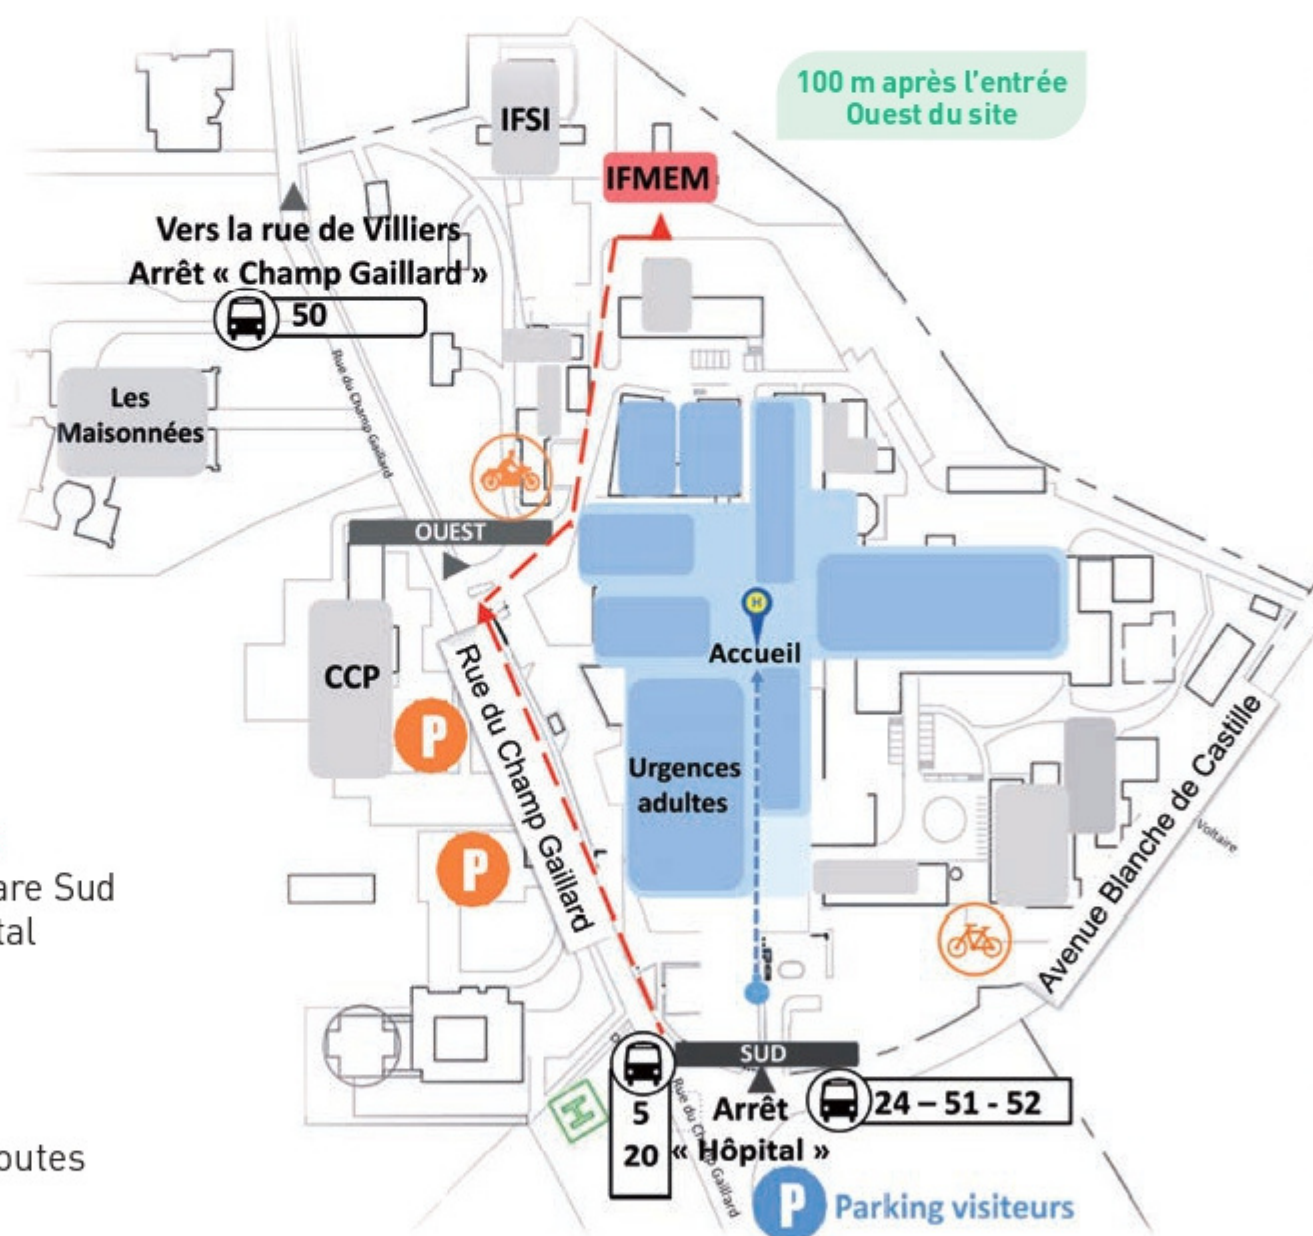 100 m après l’entrée
Ouest du site
IFSI
IFMEM
Vers la rue de Villiers
Arrêt « Champ Gaillard »
50
Rue du Champ Gaillard
Les
Maisonnées
OUEST
H
Accueil
CCP
P
Rue du Champ Gaillard
Urgences
adultes
P
Avenue Blanche de Castille
Voltaire
are Sud
tal
SUD
H
5
20
Rue du Champ Gaillard
Arrêt
« Hôpital »
24 – 51 - 52
outes
P Parking visiteurs